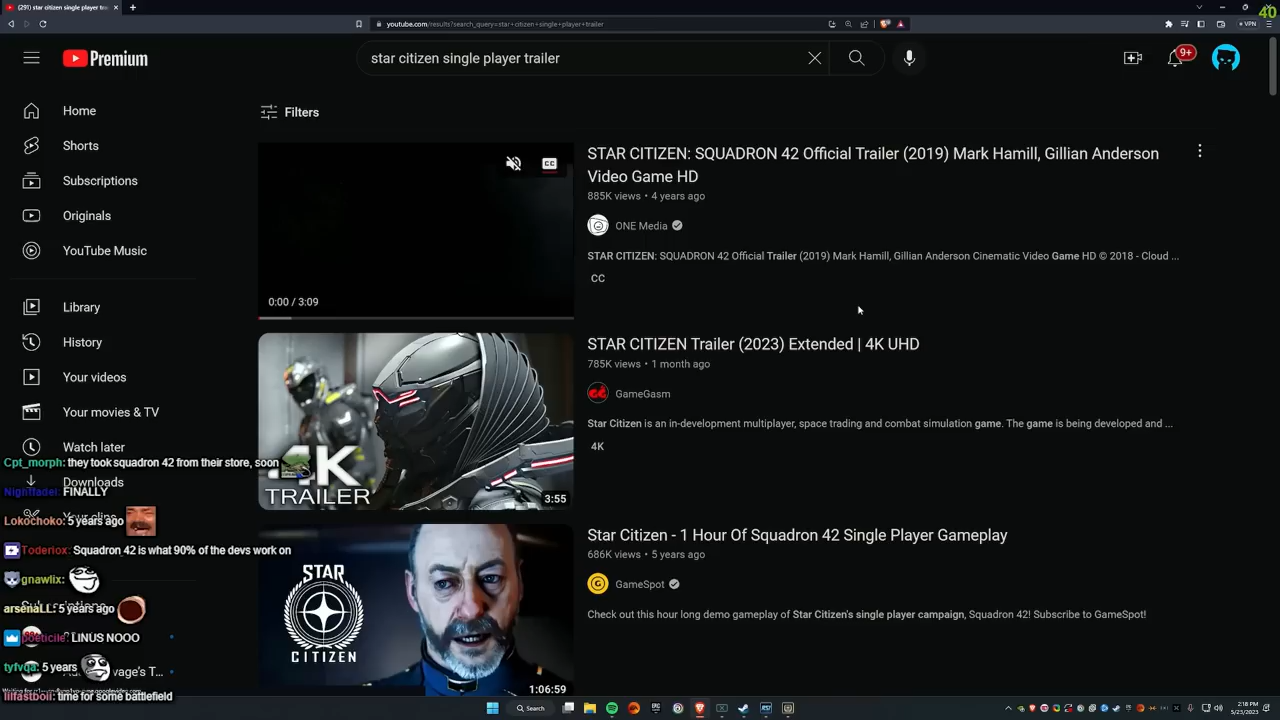 (291) star citizen single player tra
youtube.com/results?search_query=star+citizen+single+player+trailer
VPN
40
Premium
star citizen single player trailer
9+
Home
Shorts
Subscriptions
Originals
YouTube Music
Library
History
Your videos
Your movies & TV
Watch later
Downloads
Filters
CC
0:00 / 3:09
STAR CITIZEN: SQUADRON 42 Official Trailer (2019) Mark Hamill, Gillian Anderson
Video Game HD
885K views • 4 years ago
ONE Media
STAR CITIZEN: SQUADRON 42 Official Trailer (2019) Mark Hamill, Gillian Anderson Cinematic Video Game HD © 2018 - Cloud ...
CC
4K
TRAILER
3:55
STAR CITIZEN Trailer (2023) Extended | 4K UHD
785K views • 1 month ago
GameGasm
Star Citizen is an in-development multiplayer, space trading and combat simulation game. The game is being developed and ...
4K
STAR
CITIZEN
1:06:59
Star Citizen - 1 Hour Of Squadron 42 Single Player Gameplay
686K views • 5 years ago
GameSpot
Check out this hour long demo gameplay of Star Citizen's single player campaign, Squadron 42! Subscribe to GameSpot!
Cpt_morph: they took squadron 42 from their store, soon
FINALLY
Lokochoko: 5 years ago
Toderiox: Squadron 42 is what 90% of the devs work on
gnawlix:
arsenaLL: 5 years ago
poeticile: LINUS NOOO
tyfvqa: 5 years
lilfastboii: time for some battlefield
Search
2:18 PM
5/23/2023